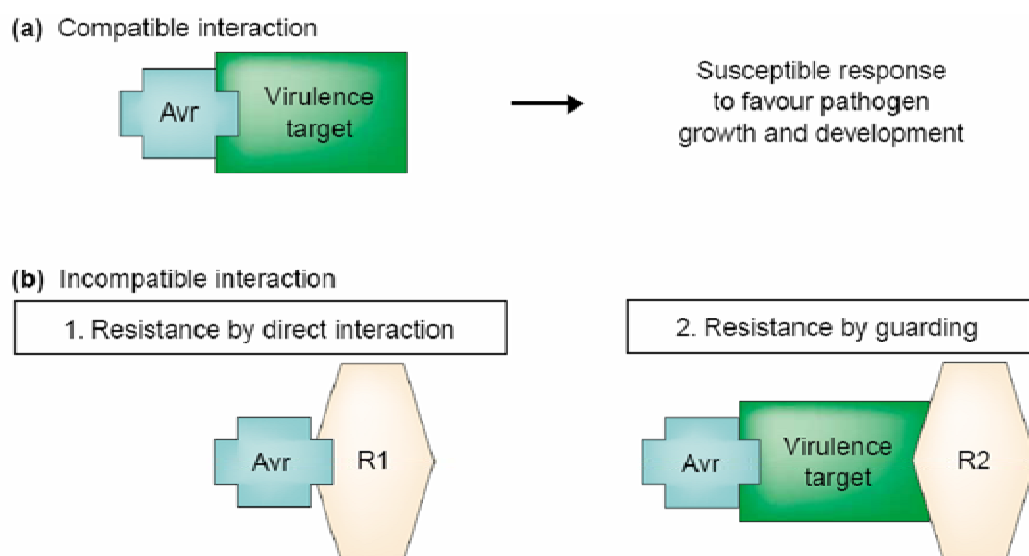 (a) Compatible interaction
Avr
Virulence
target
Susceptible response
to favour pathogen
growth and development
(b) Incompatible interaction
1. Resistance by direct interaction
2. Resistance by guarding
Avr
R1
Avr
Virulence
target
R2